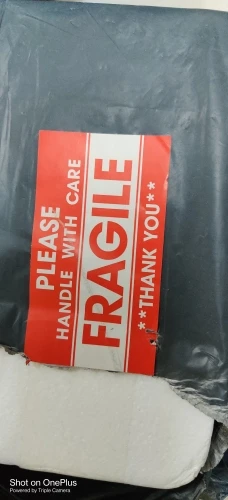 PLEASE
HANDLE WITH CARE
FRAGILE
**THANK YOU**
Shot on OnePlus
Powered by Triple Camera